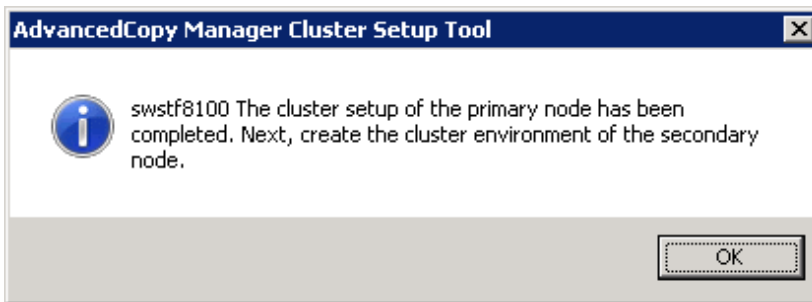 AdvancedCopy Manager Cluster Setup Tool
swstf8100 The cluster setup of the primary node has been
completed. Next, create the cluster environment of the secondary
node.
OK